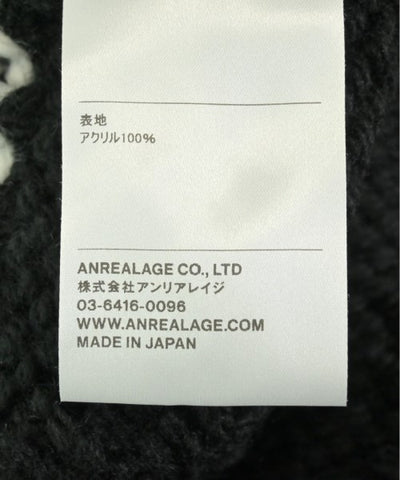 表地
アクリル100%
ANREALAGE CO., LTD
株式会社アンリアレイジ
03-6416-0096
WWW.ANREALAGE.COM
MADE IN JAPAN